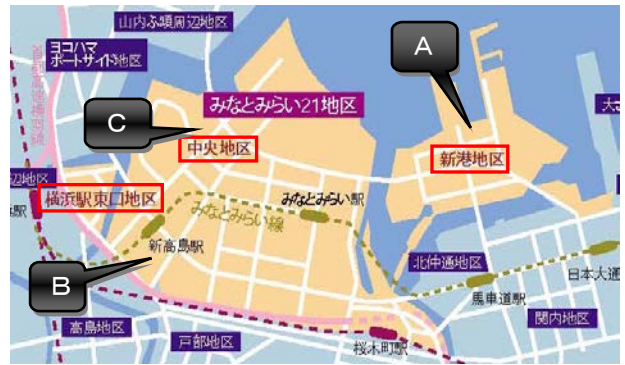 山内ふ頭周辺地区
ヨコハマ
ポートサイド地区
A
C
みなとみらい21地区
中央地区
新港地区
辺地区
横浜駅東口地区
みなとみらい線
みなとみらい駅
新高島駅
B
北仲通地区
日本大通
馬車道駅
高島地区
戸部地区
桜木町駅
関内地区